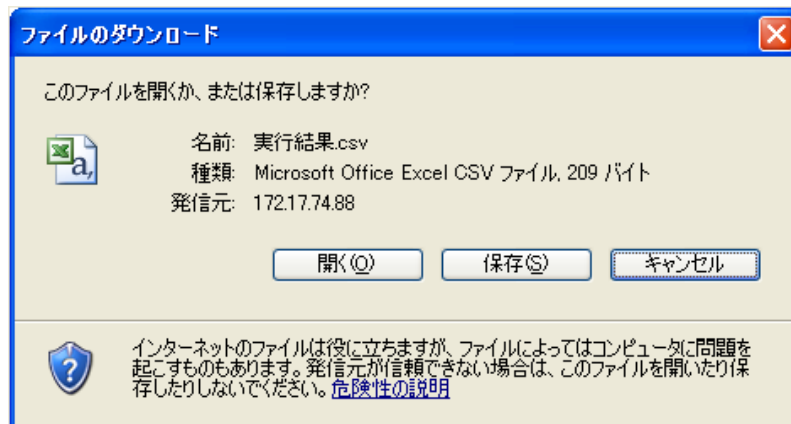 ファイルのダウンロード
このファイルを開くか、または保存しますか?
名前: 実行結果.csv
種類: Microsoft Office Excel CSV ファイル, 209 バイト
発信元: 172.17.74.88
開く(O) 保存(S) キャンセル
インターネットのファイルは役に立ちますが、ファイルによってはコンピュータに問題を
起こすものもあります。発信元が信頼できない場合は、このファイルを開いたり保
存したりしないでください。危険性の説明